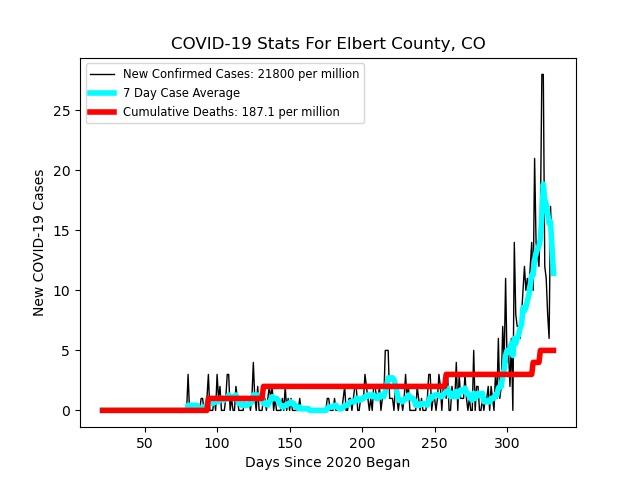 COVID-19 Stats For Elbert County, CO
New Confirmed Cases: 21800 per million
7 Day Case Average
Cumulative Deaths: 187.1 per million
New COVID-19 Cases
25
20
15
10
5
0
50 100 150 200 250 300
Days Since 2020 Began